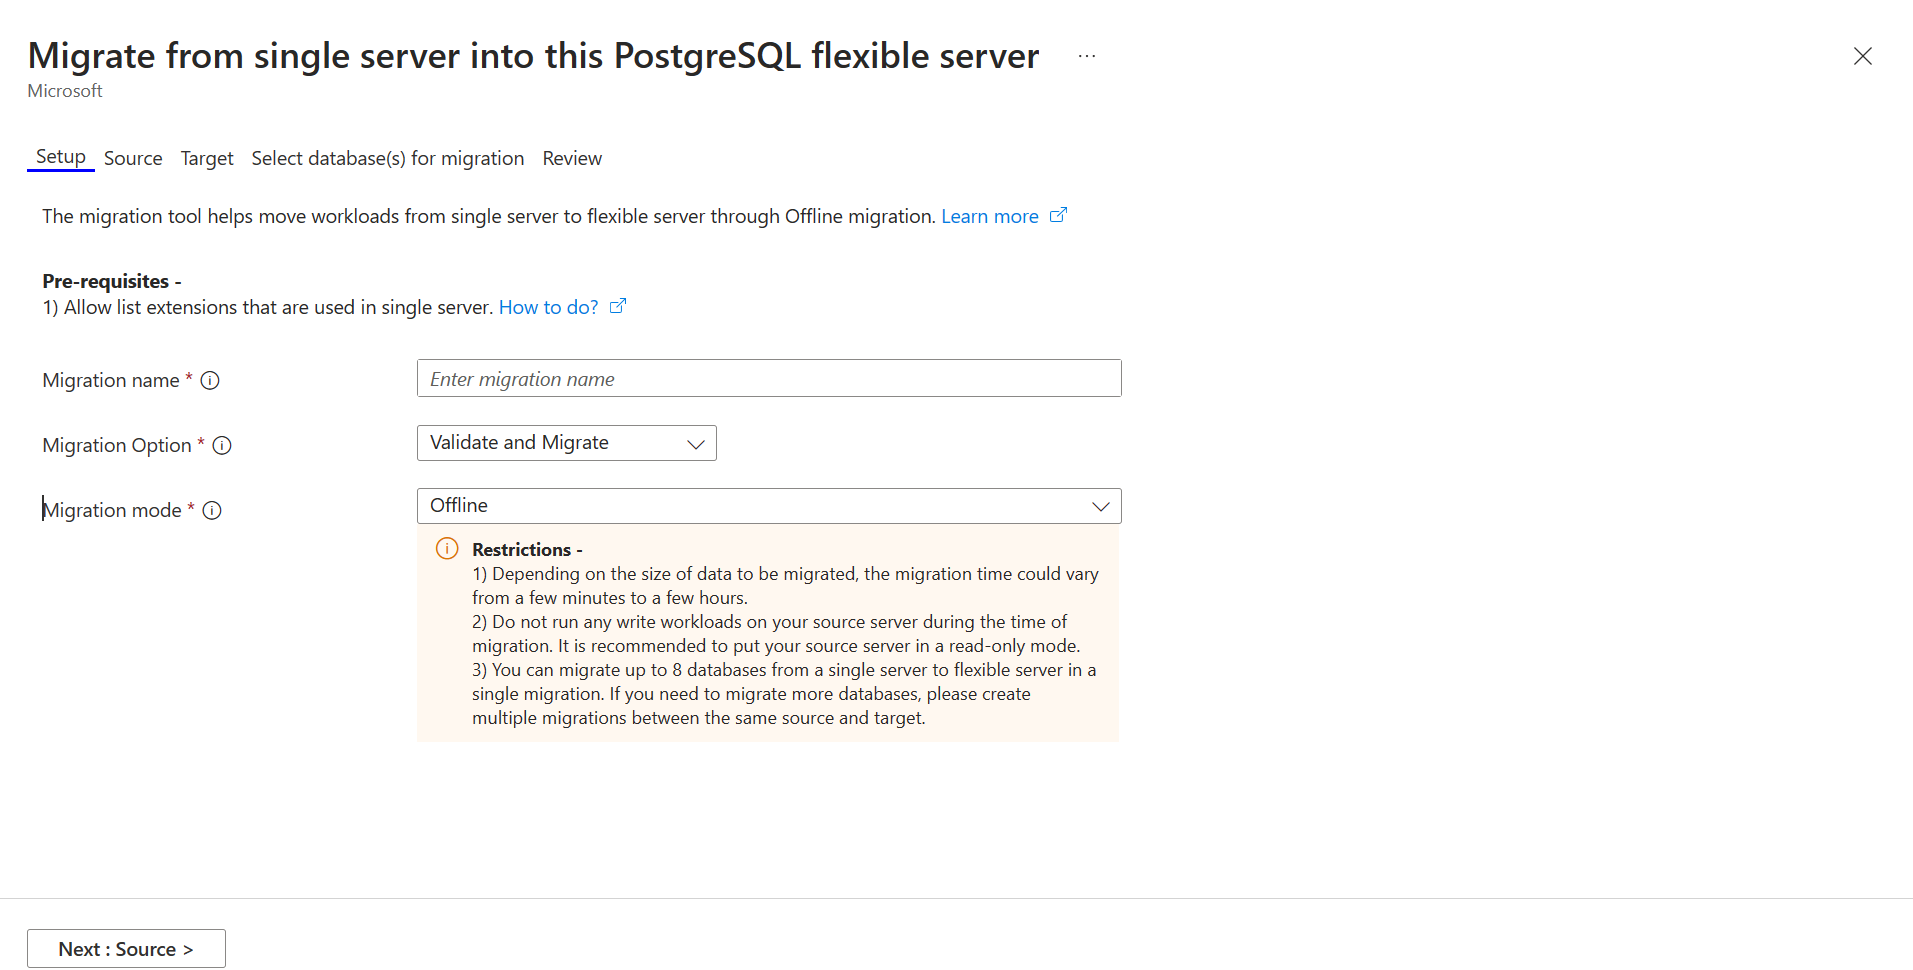 Migrate from single server into this PostgreSQL flexible server ...
Microsoft
Setup Source Target Select database(s) for migration Review
The migration tool helps move workloads from single server to flexible server through Offline migration. Learn more
Pre-requisites -
1) Allow list extensions that are used in single server. How to do?
Migration name * Enter migration name
Migration Option * Validate and Migrate
Migration mode * Offline
Restrictions -
1) Depending on the size of data to be migrated, the migration time could vary
from a few minutes to a few hours.
2) Do not run any write workloads on your source server during the time of
migration. It is recommended to put your source server in a read-only mode.
3) You can migrate up to 8 databases from a single server to flexible server in a
single migration. If you need to migrate more databases, please create
multiple migrations between the same source and target.
Next : Source >